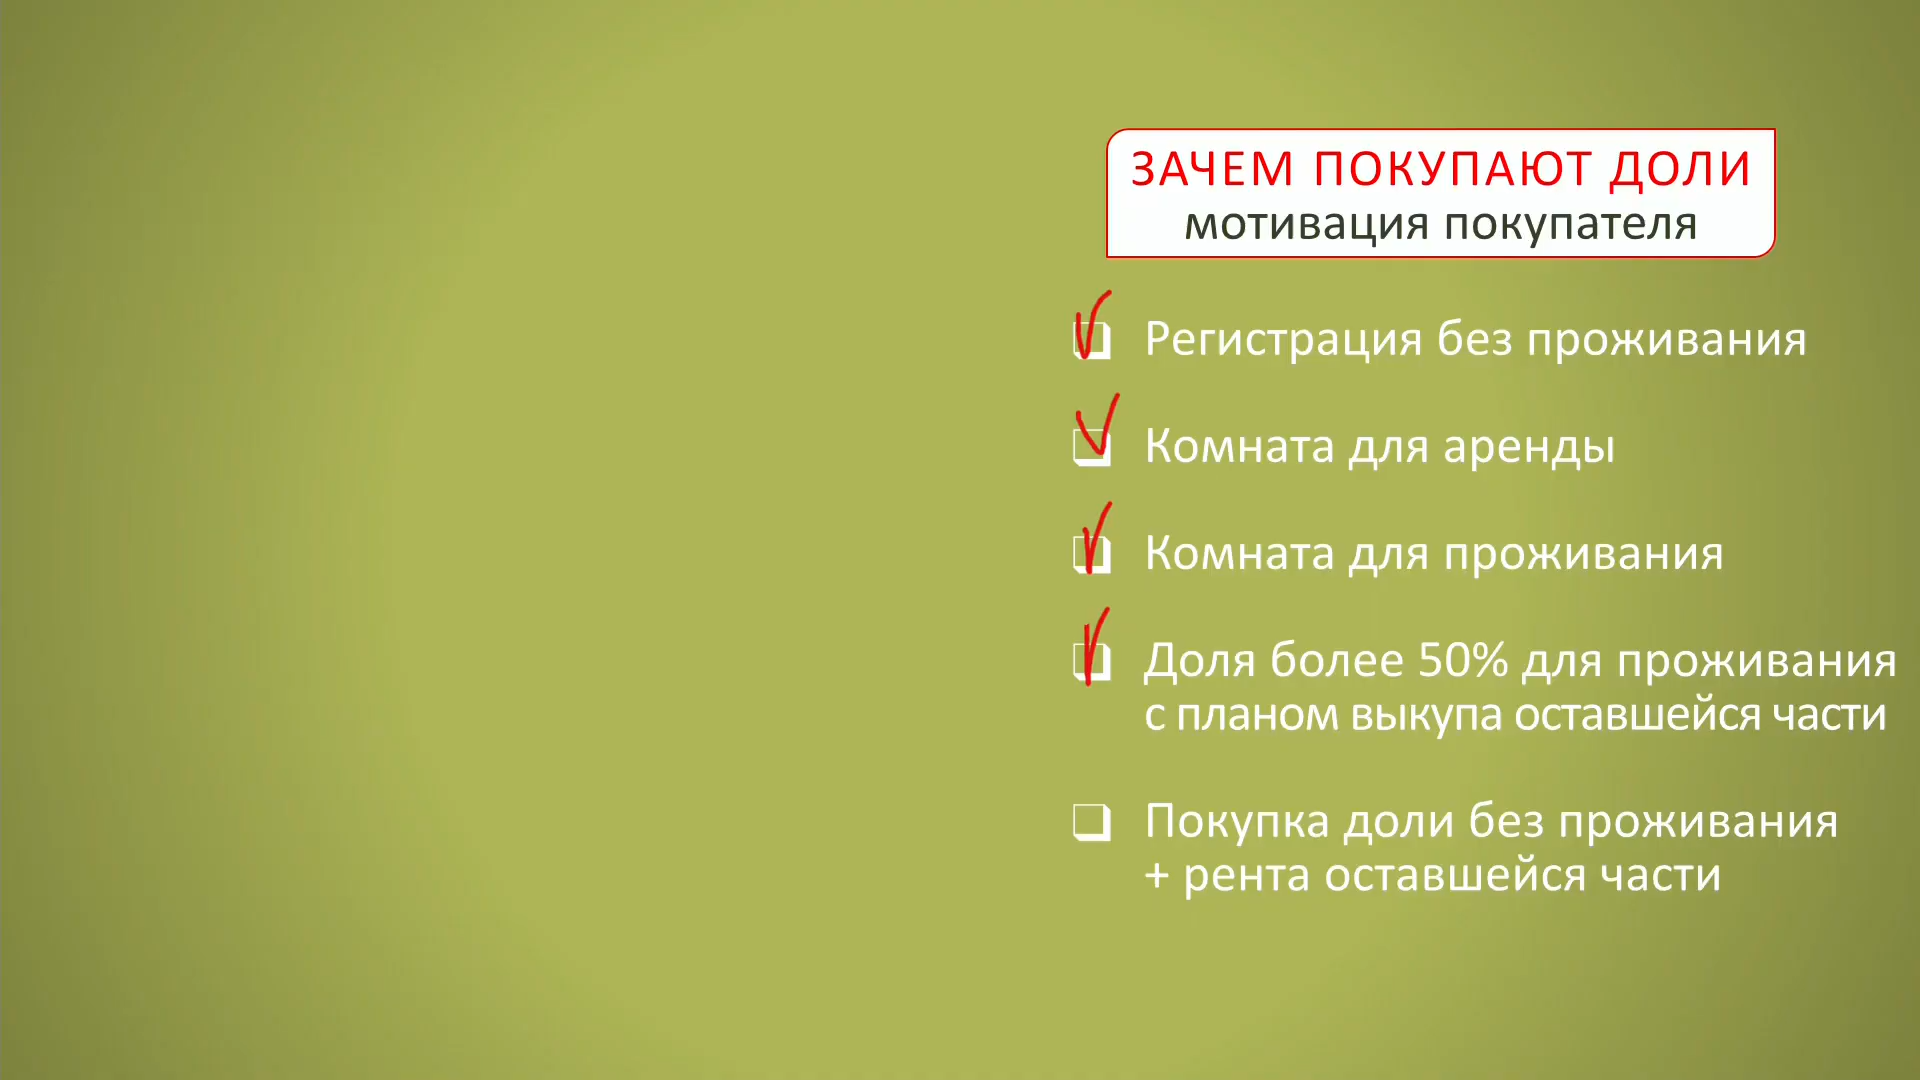 ЗАЧЕМ ПОКУПАЮТ ДОЛИ
мотивация покупателя
Регистрация без проживания
Комната для аренды
Комната для проживания
Доля более 50% для проживания
с планом выкупа оставшейся части
Покупка доли без проживания
+ рента оставшейся части